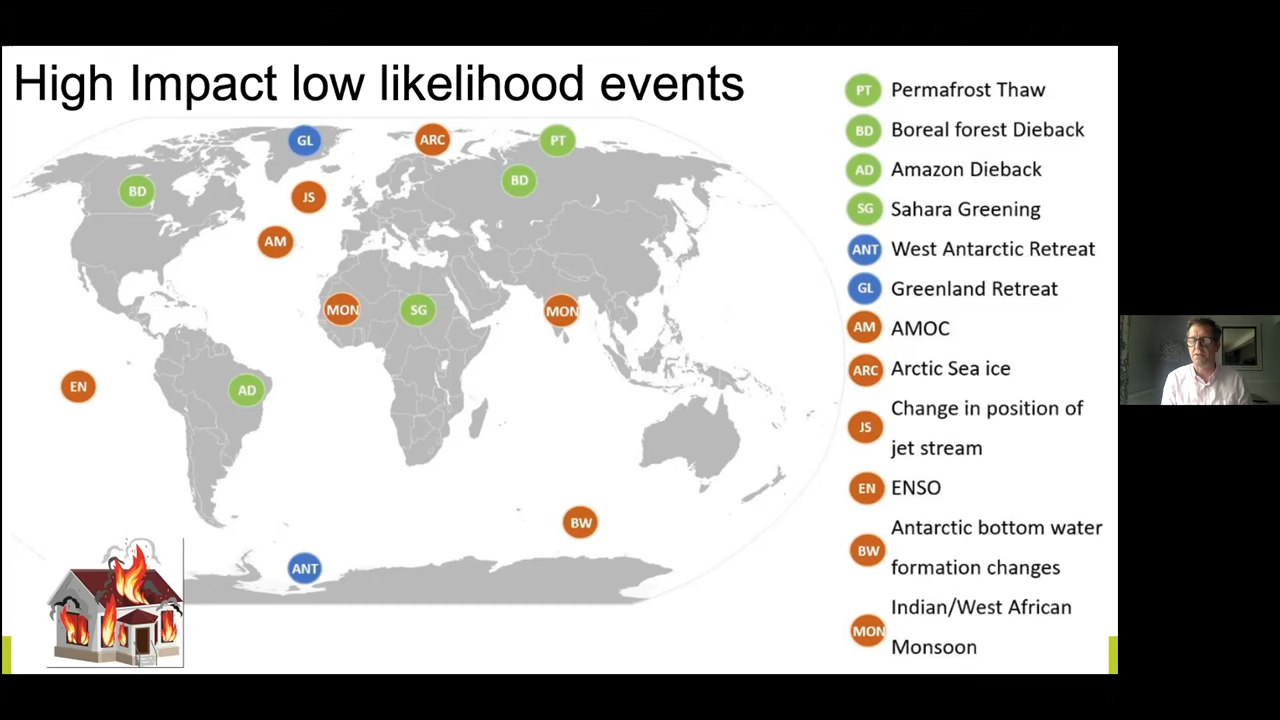 High Impact low likelihood events
GL
ARC
PT
BD
BD
JS
AM
MON
SG
MON
EN
AD
BW
ANT
PT Permafrost Thaw
BD Boreal forest Dieback
AD Amazon Dieback
SG Sahara Greening
ANT West Antarctic Retreat
GL Greenland Retreat
AM AMOC
ARC Arctic Sea ice
JS Change in position of
jet stream
EN ENSO
BW Antarctic bottom water
formation changes
MON Indian/West African
Monsoon